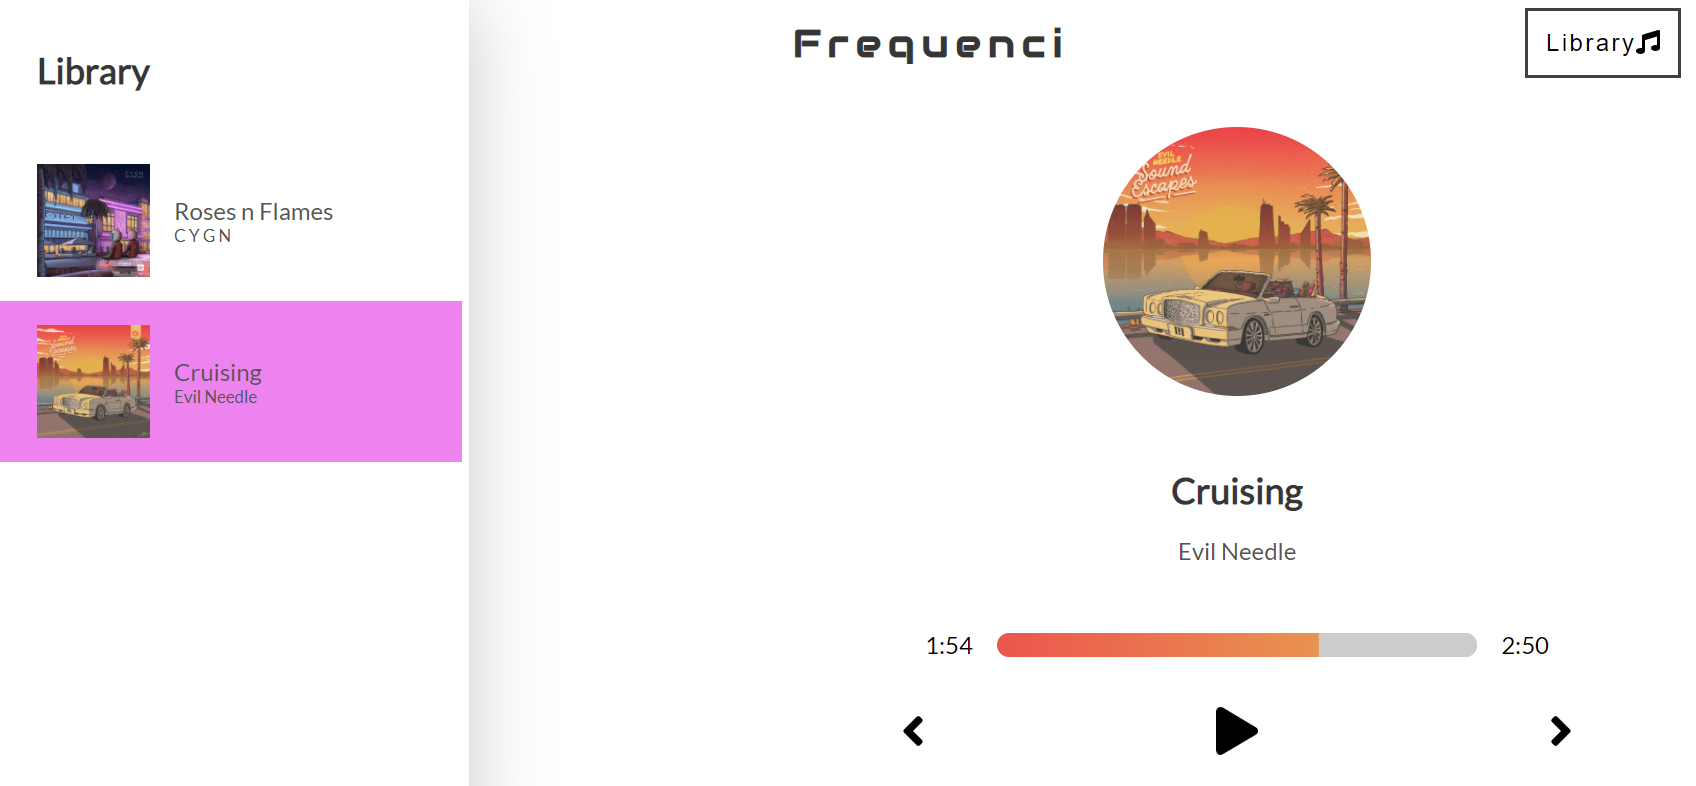 Library
Roses n Flames
CYGN
Cruising
Evil Needle
Frequenci
Library
EVIL
NEEDLE
Sound
Escapes
Cruising
Evil Needle
1:54
2:50